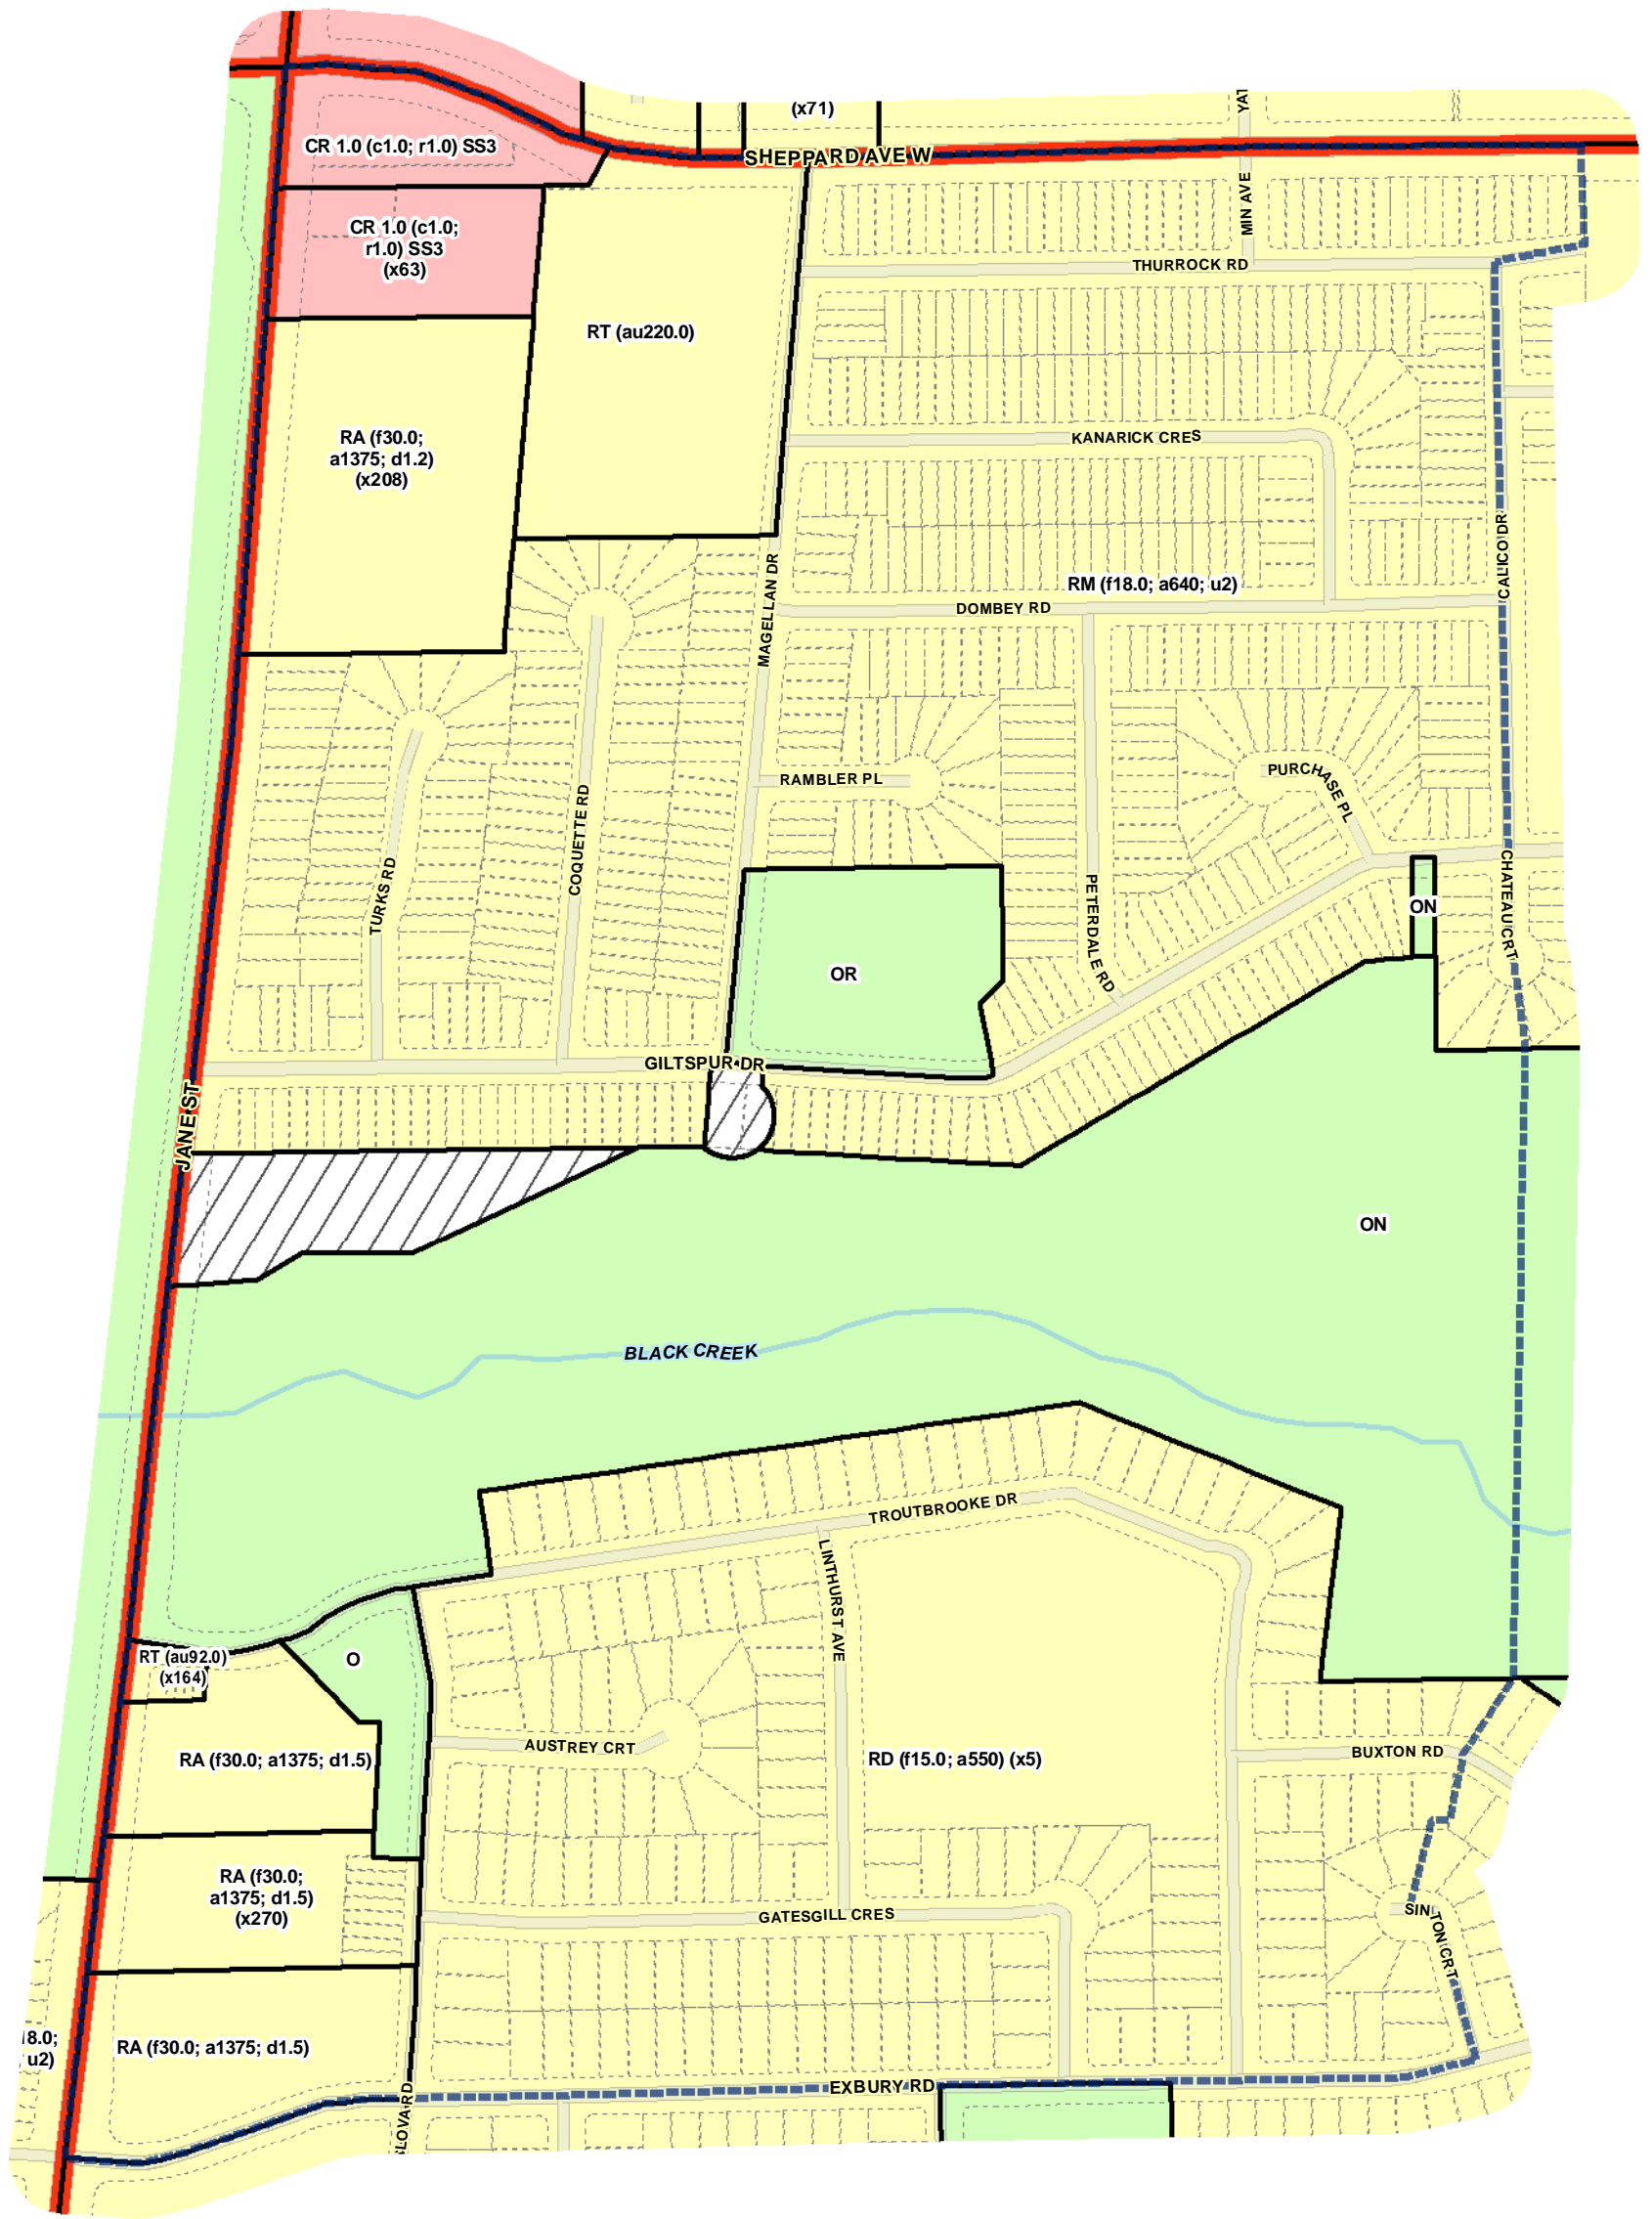 (x71)
YAT
SHEPPARD AVE W
CR 1.0 (c1.0; r1.0) SS3
MIN AVE
CR 1.0 (c1.0;
r1.0) SS3
(x63)
THURROCK RD
RT (au220.0)
RA (f30.0;
a1375; d1.2)
(x208)
KANARICK CRES
CALICO DR
RM (f18.0; a640; u2)
DOMBEY RD
MAGELLAN DR
RAMBLER PL
PURCHASE PL
COQUETTE RD
TURKS RD
PETERDALE RD
CHATEAU CRT
ON
OR
GILTSPUR DR
JANE ST
ON
BLACK CREEK
TROUTBROOKE DR
LINTHURST AVE
RT (au92.0)
(x164)
O
AUSTREY CRT
RD (f15.0; a550) (x5)
BUXTON RD
RA (f30.0; a1375; d1.5)
RA (f30.0;
a1375; d1.5)
(x270)
GATESGILL CRES
SINTON CRT
8.0;
u2)
RA (f30.0; a1375; d1.5)
EXBURY RD
LOVA RD